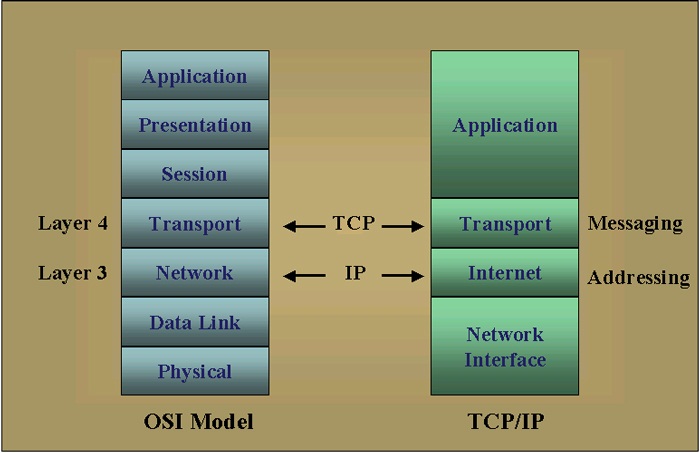 Application
Presentation
Session
Layer 4 Transport TCP Transport Messaging
Layer 3 Network IP Internet Addressing
Data Link
Physical
Application
Network
Interface
OSI Model TCP/IP